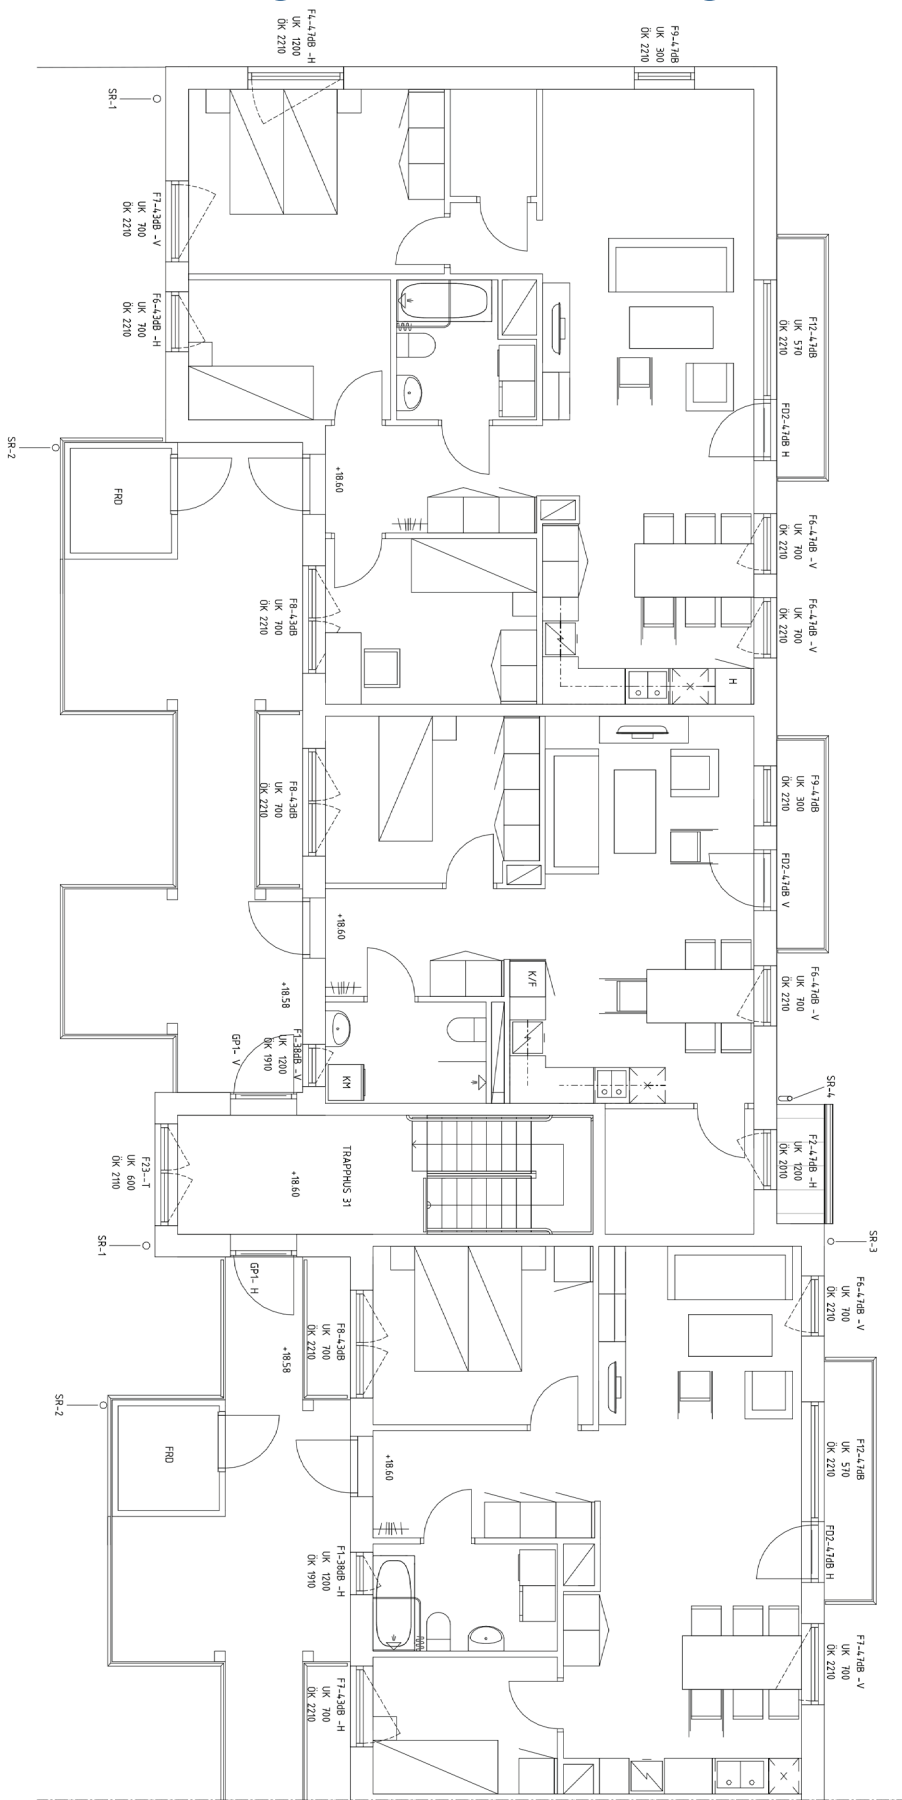 F4-47dB -H
UK 1200
ÖK 2210
F9-47dB
UK 300
ÖK 2210
SR-1
F7-43dB -V
UK 700
ÖK 2210
F6-43dB -H
UK 700
ÖK 2210
F12-47dB
UK 570
ÖK 2210
FD2-47dB H
SR-2
FRD
+18.60
F6-47dB -V
UK 700
ÖK 2210
F8-43dB
UK 700
ÖK 2210
F6-47dB -V
UK 700
ÖK 2210
H
F8-43dB
UK 700
ÖK 2210
F9-47dB
UK 300
ÖK 2210
FD2-47dB V
+18.60
K/F
+18.58
F6-47dB -V
UK 700
ÖK 2210
GP1- V
F1-38dB -V
UK 1200
ÖK 1910
KM
SR-4
F23--T
UK 600
ÖK 2110
+18.60
TRAPPHUS 31
F2-47dB -H
UK 1200
ÖK 2010
SR-1
SR-3
GP1- H
F8-43dB
UK 700
ÖK 2210
+18.58
F6-47dB -V
UK 700
ÖK 2210
SR-2
FRD
+18.60
F12-47dB
UK 570
ÖK 2210
FD2-47dB H
F1-38dB -H
UK 1200
ÖK 1910
F7-47dB -V
UK 700
ÖK 2210
F7-43dB -H
UK 700
ÖK 2210